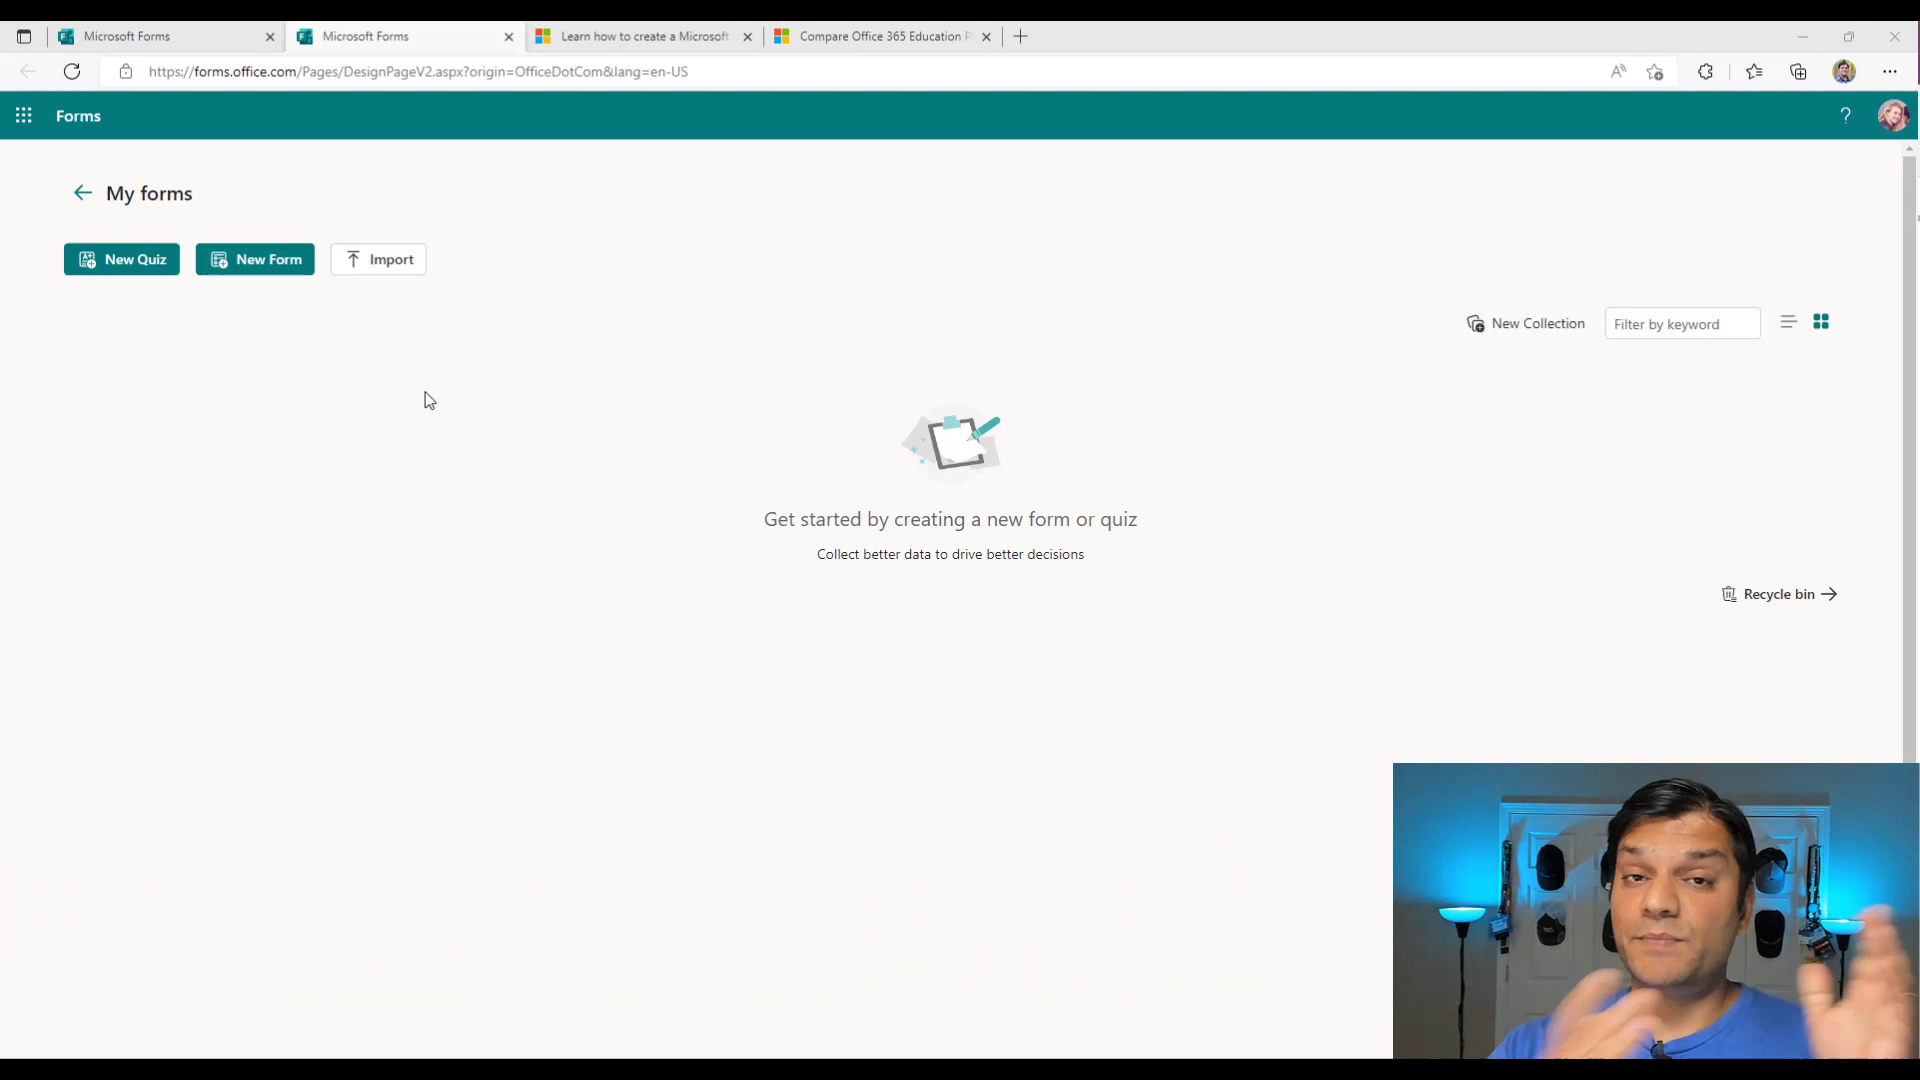 Microsoft Forms
Microsoft Forms
Learn how to create a Microsoft
Compare Office 365 Education P
https://forms.office.com/Pages/DesignPageV2.aspx?origin=OfficeDotCom&lang=en-US
Forms
?
My forms
New Quiz
New Form
Import
New Collection
Filter by keyword
Get started by creating a new form or quiz
Collect better data to drive better decisions
Recycle bin